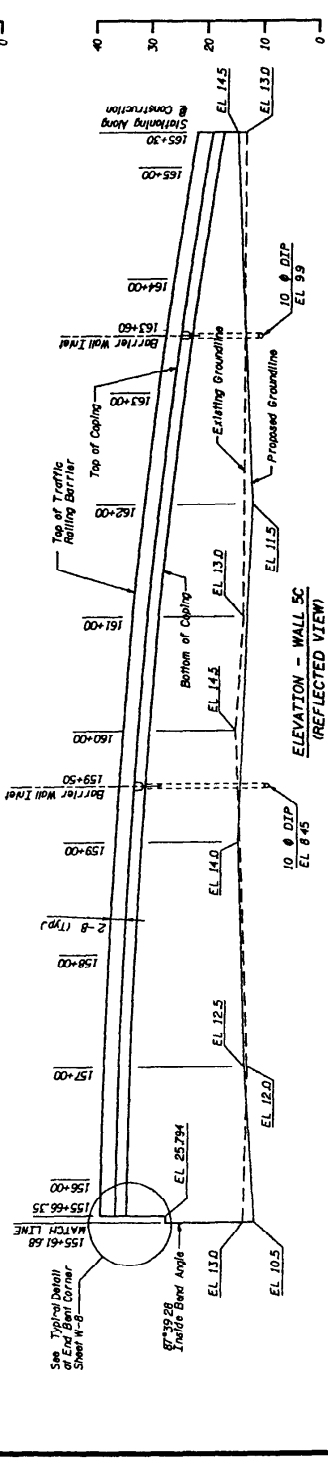 0
40
30
20
10
0
Stationing Along
℄ Construction
165+30
165+00
164+00
163+60
Barrier Wall Inlet
163+00
162+00
161+00
160+00
159+50
Barrier Wall Inlet
159+00
158+00
157+00
156+00
155+66.35
MATCH LINE
155+61.68
Top of Coping
Top of Traffic
Railing Barrier
Bottom of Coping
2-8 (Typ.)
See Typical Detail
at End Bent Corner
Sheet W-8
87°39'28
Inside Bend Angle
EL 25.794
EL 14.5
EL 13.0
10 Φ DIP
EL 9.9
Existing Groundline
Proposed Groundline
EL 11.5
EL 13.0
EL 14.5
10 Φ DIP
EL 8.45
EL 14.0
EL 12.5
EL 12.0
EL 13.0
EL 10.5
ELEVATION - WALL 5C
(REFLECTED VIEW)